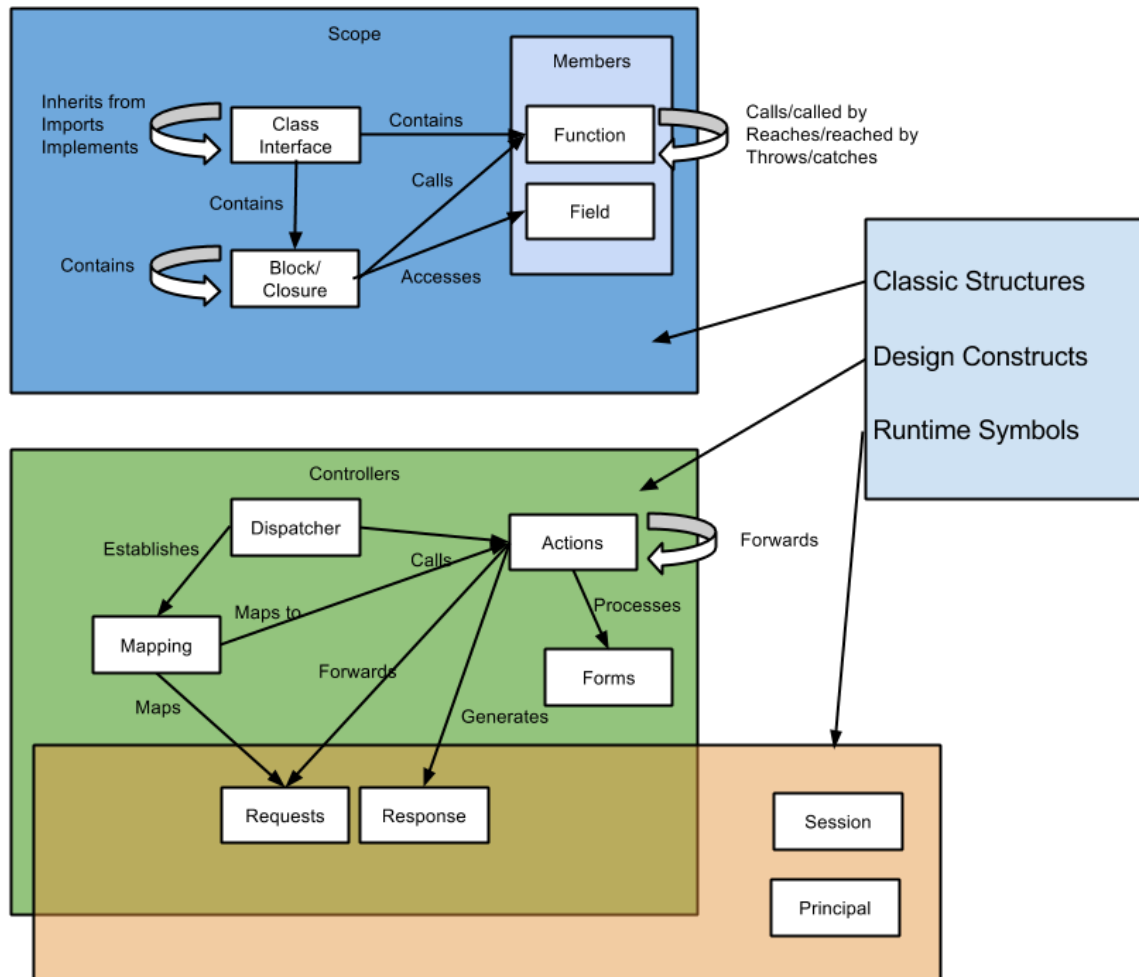 Scope
Members
Inherits from
Imports
Implements
Class
Interface
Contains
Function
Calls/called by
Reaches/reached by
Throws/catches
Calls
Contains
Field
Contains
Block/
Closure
Accesses
Classic Structures
Design Constructs
Runtime Symbols
Controllers
Dispatcher
Actions
Forwards
Establishes
Calls
Maps to
Processes
Mapping
Forwards
Forms
Maps
Generates
Requests
Response
Session
Principal